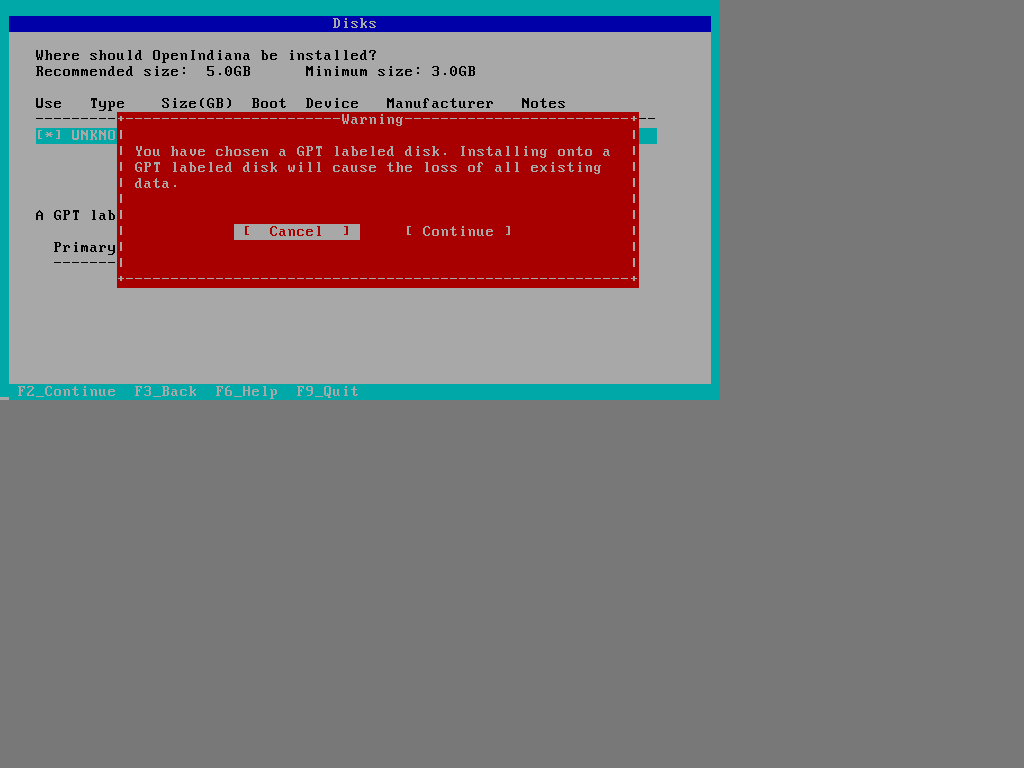 Disks
Where should OpenIndiana be installed?
Recommended size:  5.0GB      Minimum size: 3.0GB
Use   Type    Size(GB)  Boot  Device   Manufacturer   Notes
Warning
[*] UNKNO
You have chosen a GPT labeled disk. Installing onto a
GPT labeled disk will cause the loss of all existing
data.
A GPT lab
[  Cancel  ]     [ Continue ]
Primary
F2_Continue  F3_Back  F6_Help  F9_Quit